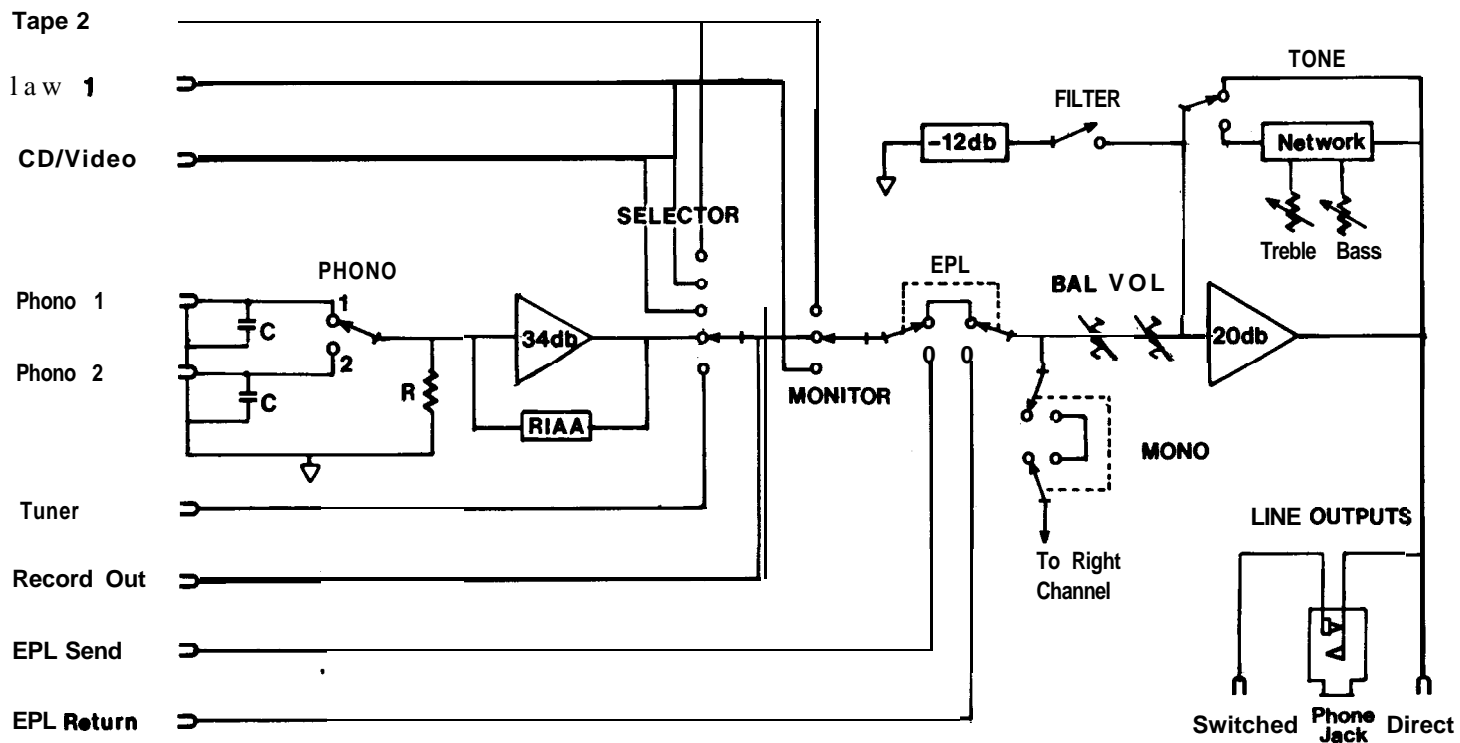 Tape 2
law 1
CD/Video
Phono 1
Phono 2
Tuner
Record Out
EPL Send
EPL Return
PHONO
1
2
C
C
R
34db
RIAA
SELECTOR
MONITOR
EPL
BAL VOL
MONO
To Right
Channel
-12db
FILTER
TONE
Network
Treble Bass
20db
LINE OUTPUTS
Switched
Phone
Jack
Direct